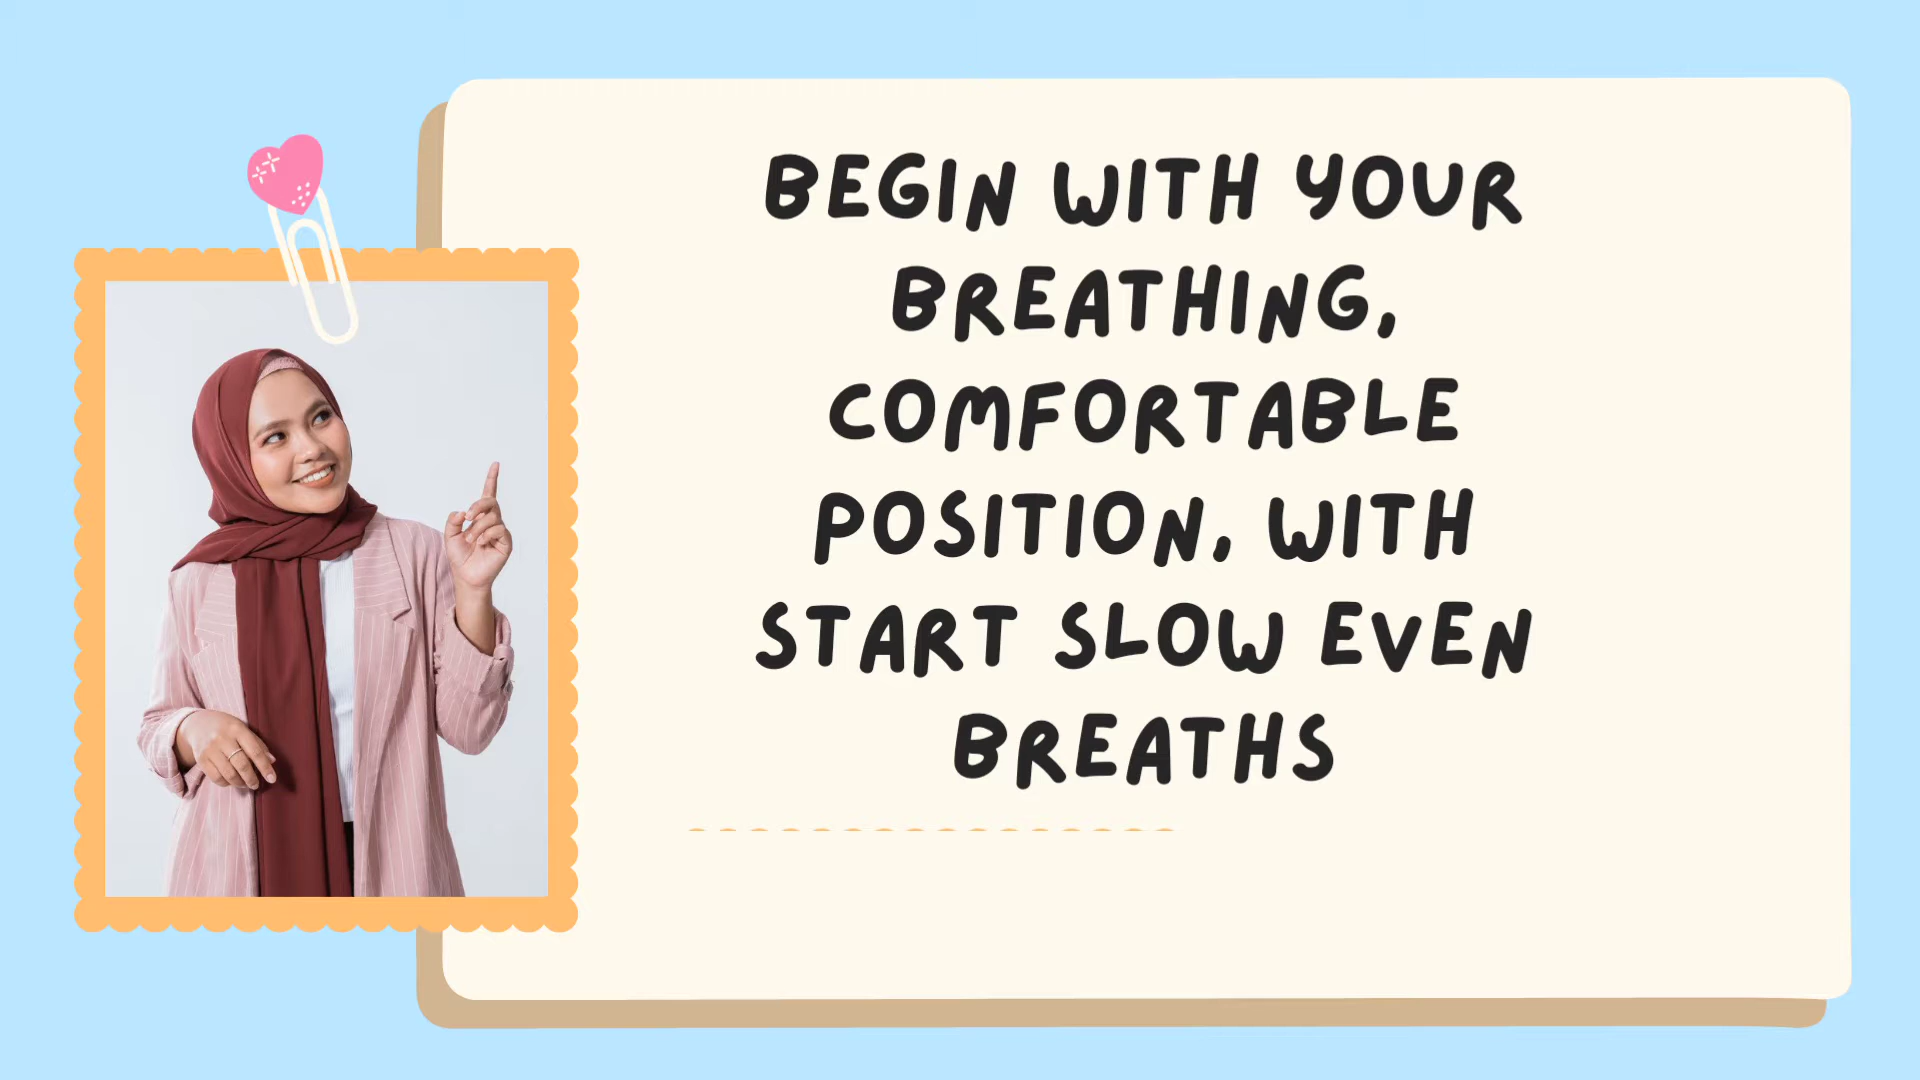 BEGIN WITH YOUR
BREATHING,
COMFORTABLE
POSITION, WITH
START SLOW EVEN
BREATHS